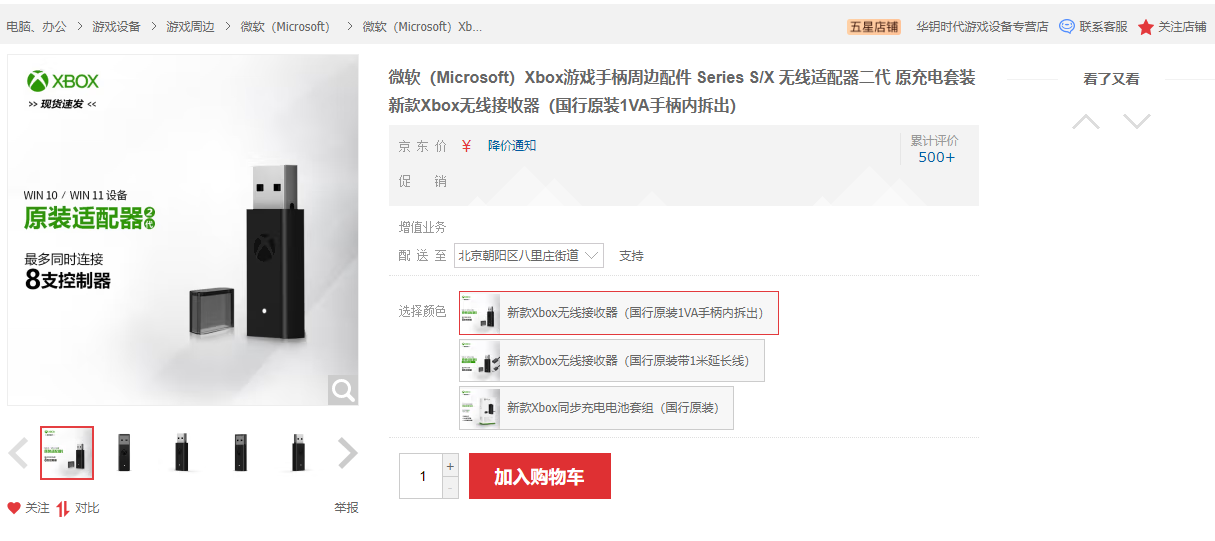 电脑、办公 > 游戏设备 > 游戏周边 > 微软（Microsoft） > 微软（Microsoft）Xb...
五星店铺 华钥时代游戏设备专营店 联系客服 关注店铺
XBOX
>> 现货速发 <<
WIN 10 / WIN 11 设备
原装适配器之代
最多同时连接
8支控制器
关注 对比 举报
微软（Microsoft）Xbox游戏手柄周边配件 Series S/X 无线适配器二代 原充电套装
新款Xbox无线接收器（国行原装1VA手柄内拆出）
京东价 ￥ 降价通知
累计评价
500+
促销
增值业务
配送至 北京朝阳区八里庄街道 支持
选择颜色 新款Xbox无线接收器（国行原装1VA手柄内拆出）
新款Xbox无线接收器（国行原装带1米延长线）
新款Xbox同步充电电池套组（国行原装）
1 + -
加入购物车
看了又看